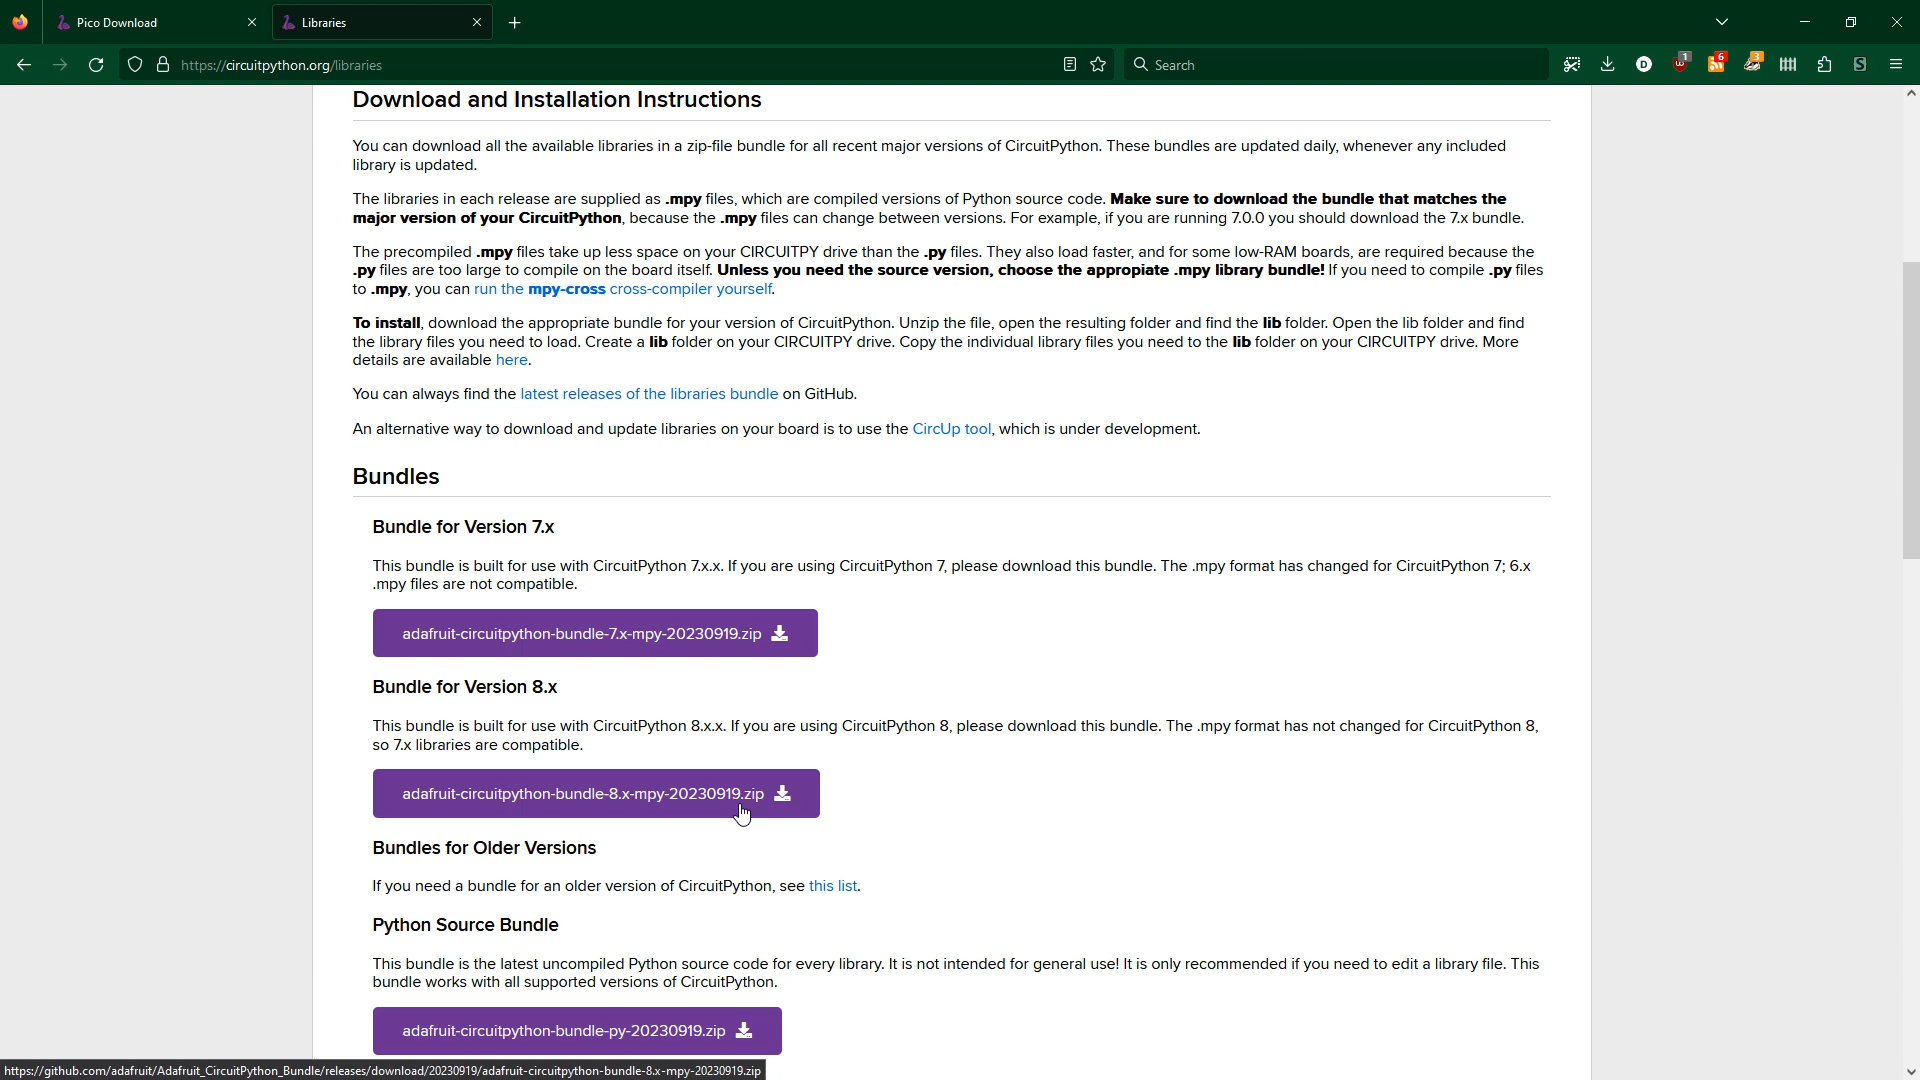 Pico Download
Libraries
https://circuitpython.org/libraries
Search
D
1
6
3
S
Download and Installation Instructions
You can download all the available libraries in a zip-file bundle for all recent major versions of CircuitPython. These bundles are updated daily, whenever any included
library is updated.
The libraries in each release are supplied as .mpy files, which are compiled versions of Python source code. Make sure to download the bundle that matches the
major version of your CircuitPython, because the .mpy files can change between versions. For example, if you are running 7.0.0 you should download the 7.x bundle.
The precompiled .mpy files take up less space on your CIRCUITPY drive than the .py files. They also load faster, and for some low-RAM boards, are required because the
.py files are too large to compile on the board itself. Unless you need the source version, choose the appropiate .mpy library bundle! If you need to compile .py files
to .mpy, you can run the mpy-cross cross-compiler yourself.
To install, download the appropriate bundle for your version of CircuitPython. Unzip the file, open the resulting folder and find the lib folder. Open the lib folder and find
the library files you need to load. Create a lib folder on your CIRCUITPY drive. Copy the individual library files you need to the lib folder on your CIRCUITPY drive. More
details are available here.
You can always find the latest releases of the libraries bundle on GitHub.
An alternative way to download and update libraries on your board is to use the CircUp tool, which is under development.
Bundles
Bundle for Version 7.x
This bundle is built for use with CircuitPython 7.x.x. If you are using CircuitPython 7, please download this bundle. The .mpy format has changed for CircuitPython 7; 6.x
.mpy files are not compatible.
adafruit-circuitpython-bundle-7.x-mpy-20230919.zip
Bundle for Version 8.x
This bundle is built for use with CircuitPython 8.x.x. If you are using CircuitPython 8, please download this bundle. The .mpy format has not changed for CircuitPython 8,
so 7.x libraries are compatible.
adafruit-circuitpython-bundle-8.x-mpy-20230919.zip
Bundles for Older Versions
If you need a bundle for an older version of CircuitPython, see this list.
Python Source Bundle
This bundle is the latest uncompiled Python source code for every library. It is not intended for general use! It is only recommended if you need to edit a library file. This
bundle works with all supported versions of CircuitPython.
adafruit-circuitpython-bundle-py-20230919.zip
https://github.com/adafruit/Adafruit_CircuitPython_Bundle/releases/download/20230919/adafruit-circuitpython-bundle-8.x-mpy-20230919.zip